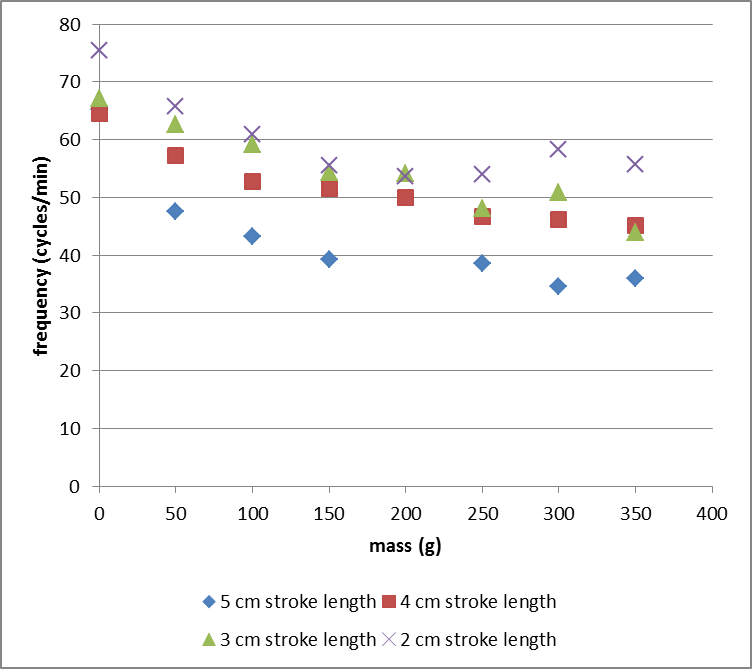 80
70
60
50
40
30
20
10
0
frequency (cycles/min)
0 50 100 150 200 250 300 350 400
mass (g)
5 cm stroke length 4 cm stroke length
3 cm stroke length 2 cm stroke length